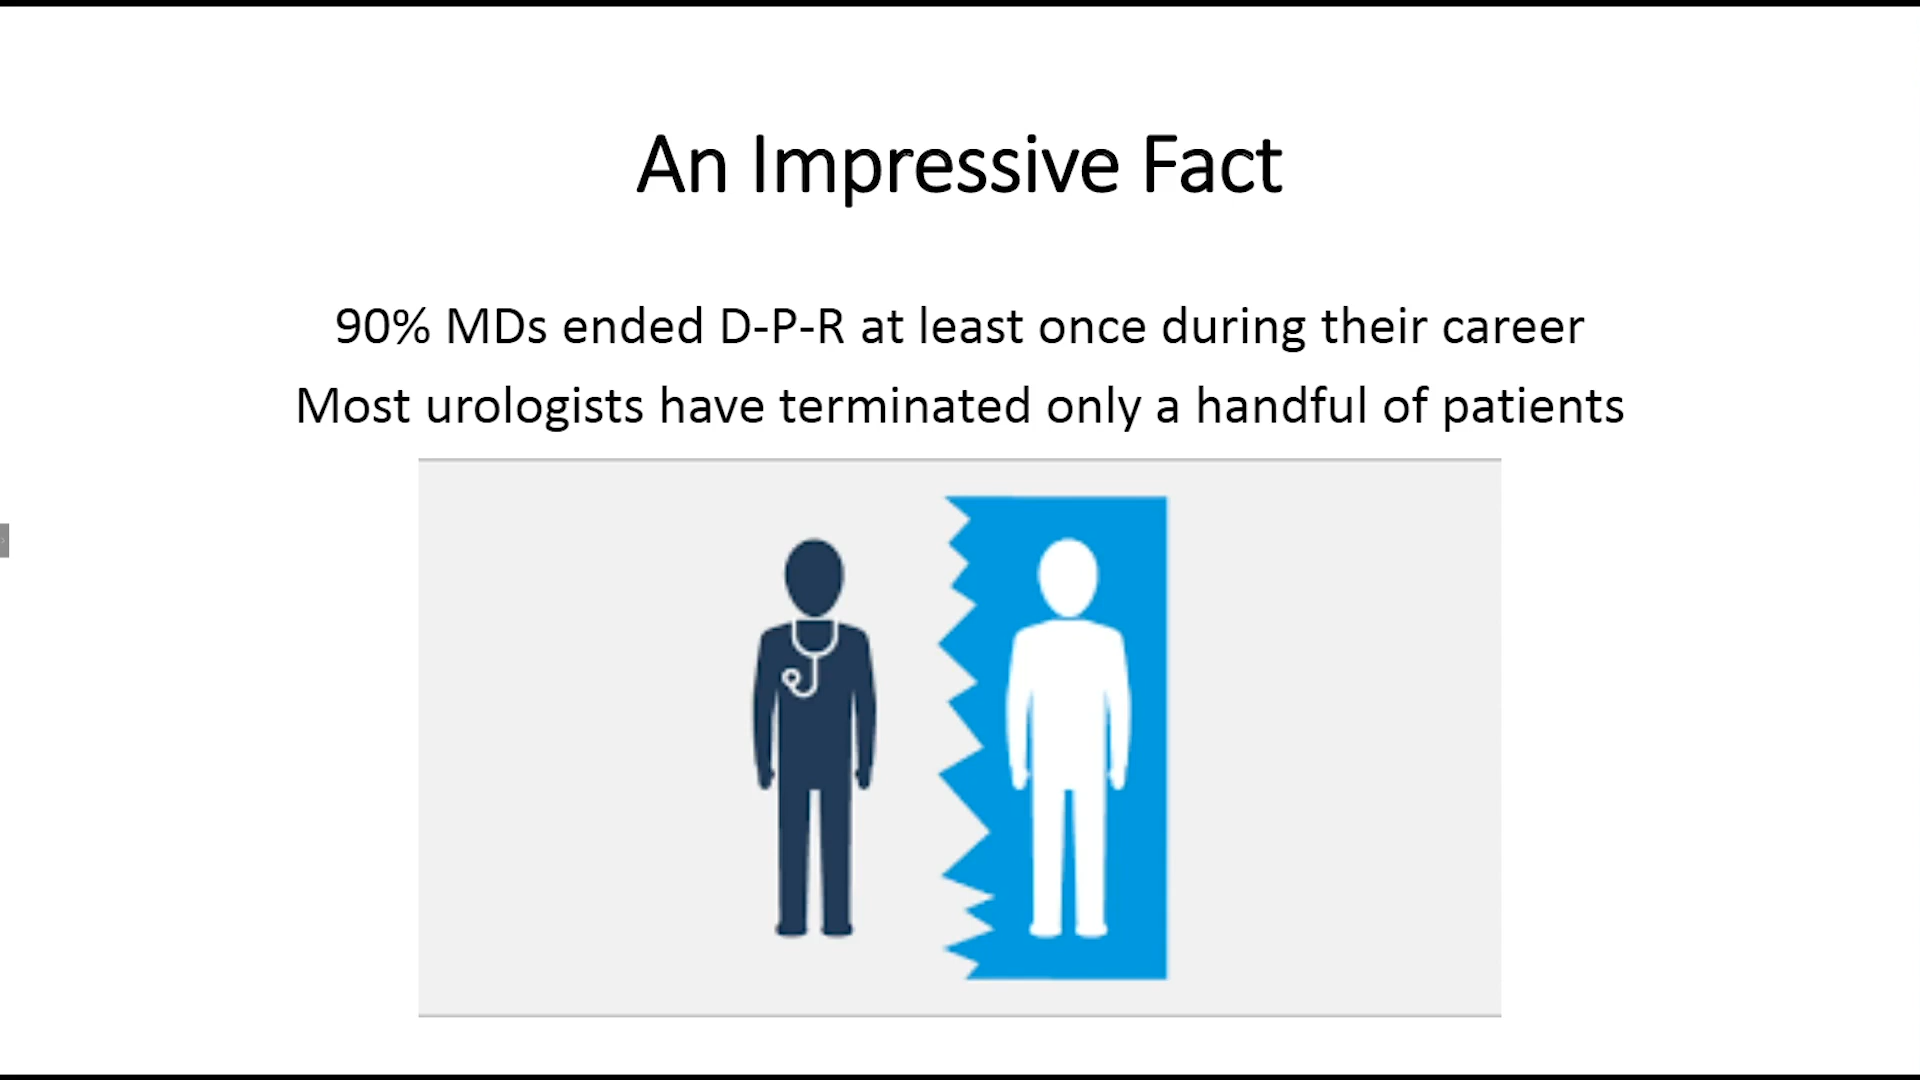 An Impressive Fact
90% MDs ended D-P-R at least once during their career
Most urologists have terminated only a handful of patients